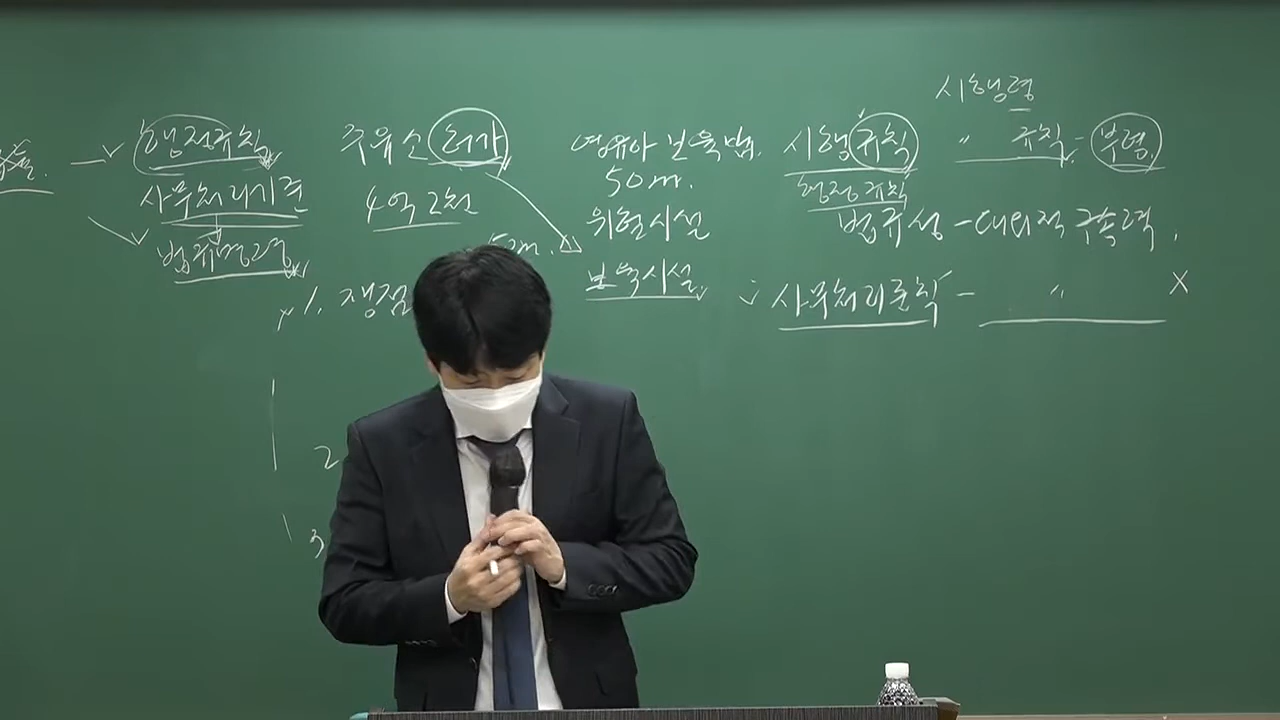 행정규칙
사무처리기준
법규명령
주유소 허가
4억 2천
50m.
1. 쟁점
2
3
영유아 보육법.
50m.
위험시설
보육시설
시행령
〃 규칙 - 부령.
시행규칙
행정규칙
법규성 - 대외적 구속력.
사무처리준칙 - 〃 X